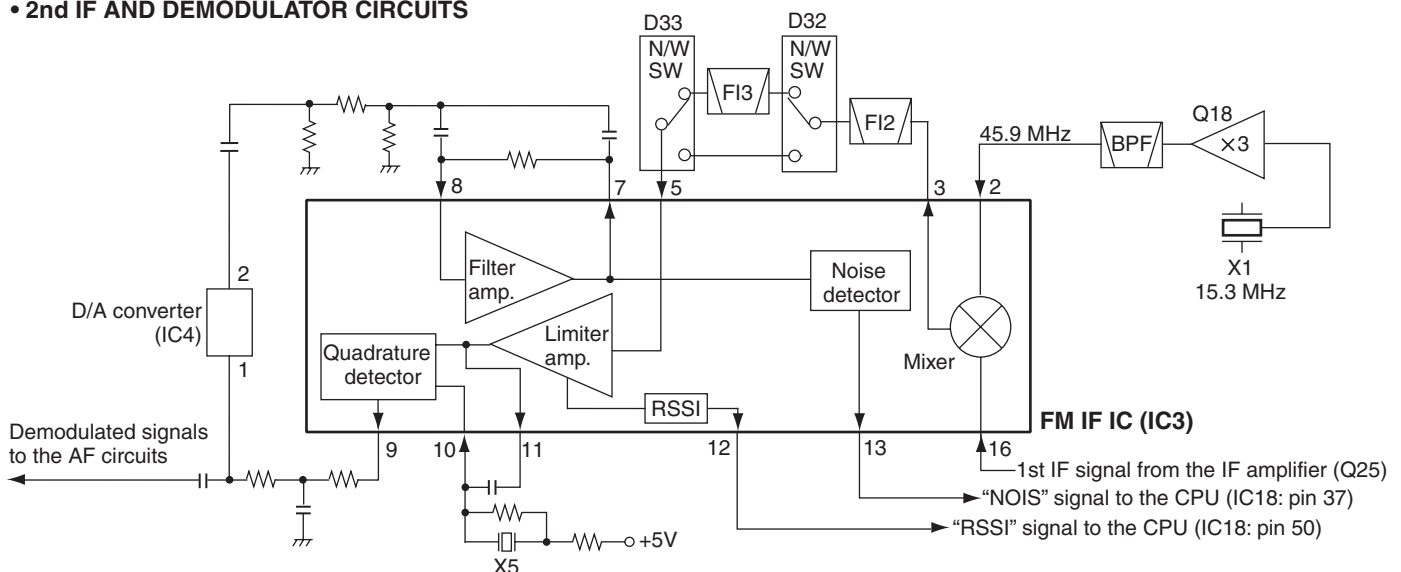 • 2nd IF AND DEMODULATOR CIRCUITS
D33
D32
N/W
SW
N/W
SW
FI3
FI2
Q18
×3
BPF
45.9 MHz
X1
15.3 MHz
8
7
5
3
2
Filter
amp.
Noise
detector
2
D/A converter
(IC4)
1
Limiter
amp.
Mixer
Quadrature
detector
RSSI
FM IF IC (IC3)
Demodulated signals
to the AF circuits
9
10
11
12
13
16
1st IF signal from the IF amplifier (Q25)
“NOIS” signal to the CPU (IC18: pin 37)
“RSSI” signal to the CPU (IC18: pin 50)
+5V
X5